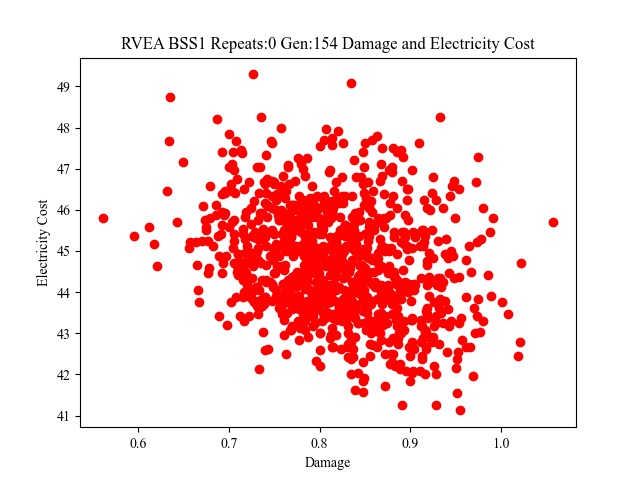 RVEA BSS1 Repeats:0 Gen:154 Damage and Electricity Cost
49
48
47
46
45
44
43
42
41
Electricity Cost
0.6 0.7 0.8 0.9 1.0
Damage